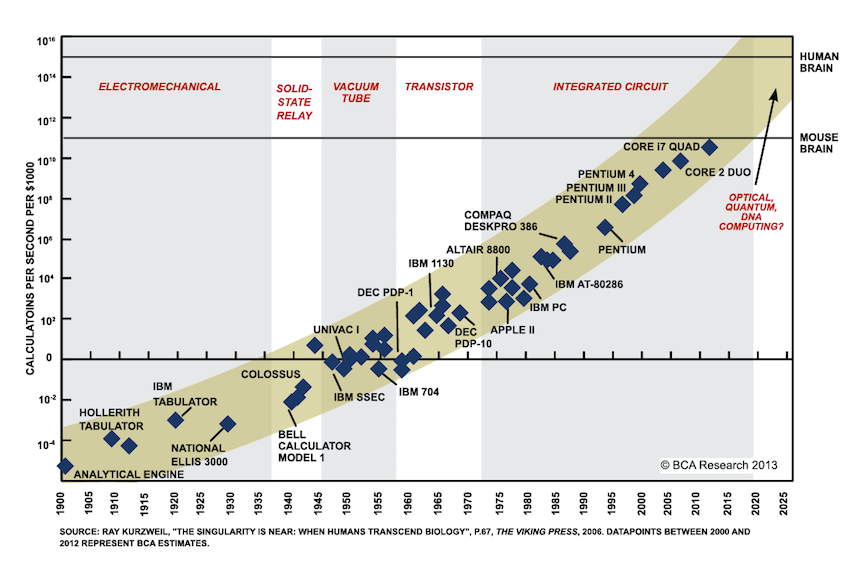 10^16
10^14
10^12
10^10
10^8
10^6
10^4
10^2
0
10^-2
10^-4
CALCULATOINS PER SECOND PER $1000
ELECTROMECHANICAL
SOLID-
STATE
RELAY
VACUUM
TUBE
TRANSISTOR
INTEGRATED CIRCUIT
HUMAN
BRAIN
MOUSE
BRAIN
OPTICAL,
QUANTUM,
DNA
COMPUTING?
CORE i7 QUAD
CORE 2 DUO
PENTIUM 4
PENTIUM III
PENTIUM II
PENTIUM
COMPAQ
DESKPRO 386
ALTAIR 8800
IBM AT-80286
IBM 1130
IBM PC
DEC PDP-1
APPLE II
DEC
PDP-10
UNIVAC I
COLOSSUS
IBM 704
IBM SSEC
IBM
TABULATOR
HOLLERITH
TABULATOR
BELL
CALCULATOR
MODEL 1
NATIONAL
ELLIS 3000
ANALYTICAL ENGINE
© BCA Research 2013
1900 1905 1910 1915 1920 1925 1930 1935 1940 1945 1950 1955 1960 1965 1970 1975 1980 1985 1990 1995 2000 2005 2010 2015 2020 2025
SOURCE: RAY KURZWEIL, "THE SINGULARITY IS NEAR: WHEN HUMANS TRANSCEND BIOLOGY", P.67, THE VIKING PRESS, 2006. DATAPOINTS BETWEEN 2000 AND
2012 REPRESENT BCA ESTIMATES.